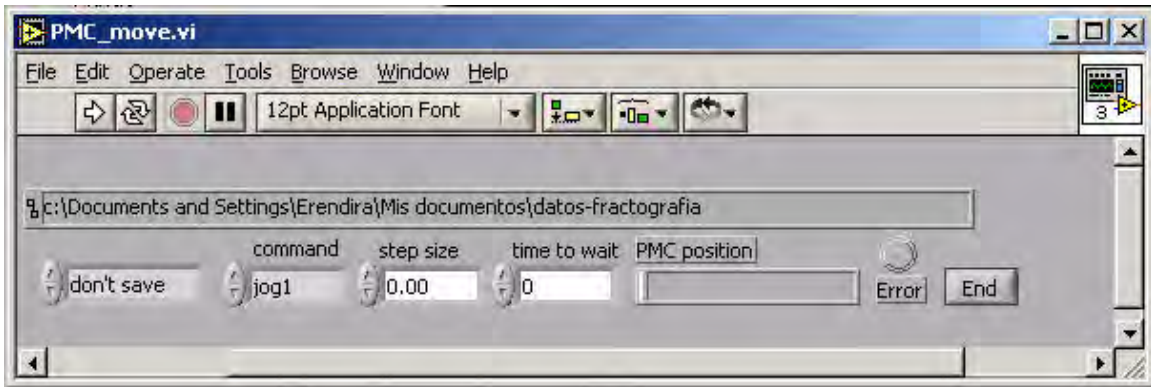 PMC_move.vi
File Edit Operate Tools Browse Window Help
12pt Application Font
3
c:\Documents and Settings\Erendira\Mis documentos\datos-fractografia
command step size time to wait PMC position
don't save jog1 0.00 0 Error End